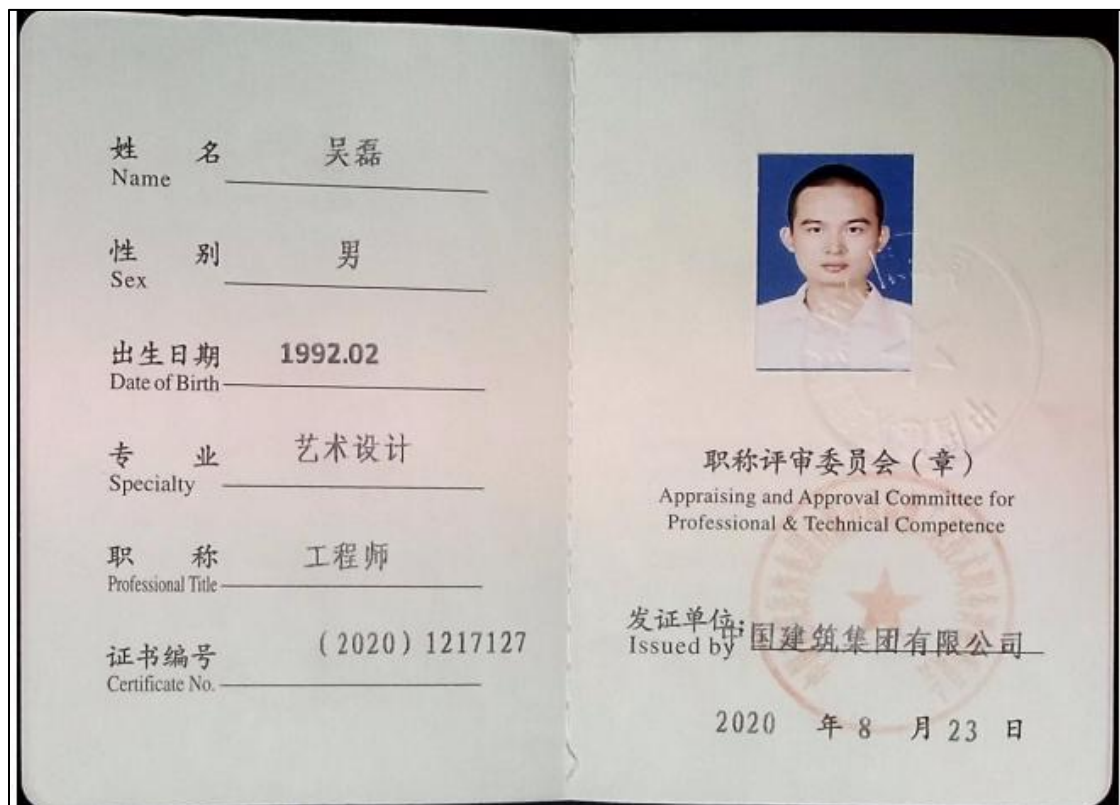 姓 名 吴磊
Name
性 别 男
Sex
出生日期 1992.02
Date of Birth
专 业 艺术设计
Specialty
职 称 工程师
Professional Title
证书编号 (2020)1217127
Certificate No.
职称评审委员会(章)
Appraising and Approval Committee for
Professional & Technical Competence
发证单位: 中国建筑集团有限公司
Issued by
2020 年 8 月 23 日